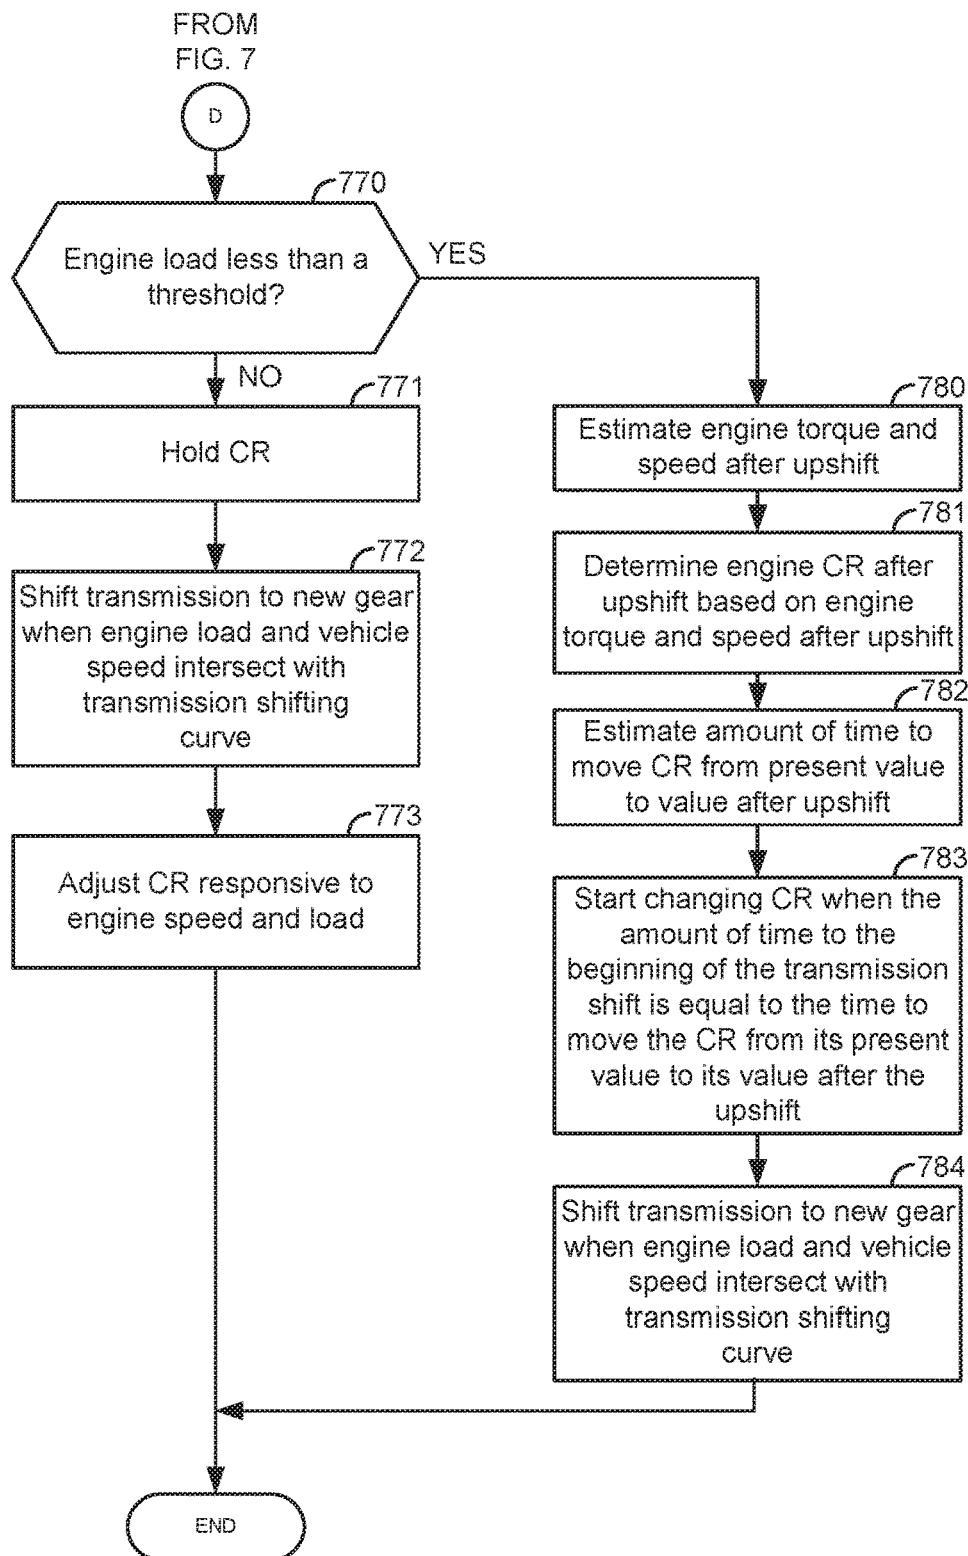 FROM
FIG. 7
D
770
Engine load less than a
threshold?
YES
NO
771
Hold CR
772
Shift transmission to new gear
when engine load and vehicle
speed intersect with
transmission shifting
curve
773
Adjust CR responsive to
engine speed and load
780
Estimate engine torque and
speed after upshift
781
Determine engine CR after
upshift based on engine
torque and speed after upshift
782
Estimate amount of time to
move CR from present value
to value after upshift
783
Start changing CR when the
amount of time to the
beginning of the transmission
shift is equal to the time to
move the CR from its present
value to its value after the
upshift
784
Shift transmission to new gear
when engine load and vehicle
speed intersect with
transmission shifting
curve
END